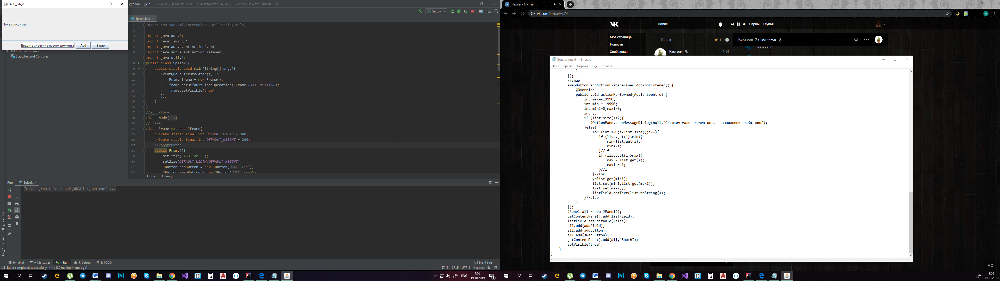 ASD_lab_2
Window Help
ASD_lab_2 [C:\Users\Арсений\IdeaProjects\ASD_lab_2] - ...\src\Spisok.java - IntelliJ IDEA
Spisok
Пока список пуст
Введите значение нового элемента
Add
Swap
External Libraries
Scratches and Consoles
Spisok.java
1 import com.sun.xml.internal.ws.util.StringUtils;
2
3 import java.awt.*;
4 import javax.swing.*;
5 import java.awt.event.ActionEvent;
6 import java.awt.event.ActionListener;
7 import java.util.*;
8 public class Spisok {
9 public static void main(String[] args){
10 EventQueue.invokeLater(() ->{
11 Frame frame = new Frame();
12 frame.setDefaultCloseOperation(JFrame.EXIT_ON_CLOSE);
13 frame.setVisible(true);
14 });
15 }
16 }
17 //struktura
18 class Node{...}
53 //frame
54 class Frame extends JFrame{
55 private static final int DEFAULT_WIDTH = 500;
56 private static final int DEFAULT_HEIGHT = 200;
57 //konstruktor
58 public Frame(){
59 setTitle("ASD_lab_2");
60 setSize(DEFAULT_WIDTH,DEFAULT_HEIGHT);
61 JButton addButton = new JButton( text: "Add");
62 JButton swapButton = new JButton( text: "Swap");
Frame Frame()
Run: Spisok
"C:\Program Files\Java\jdk\bin\java.exe" ...
2: Favorites
Z: Structure
Terminal 0: Messages 4: Run 5: Debug 6: TODO
Event Log
Build completed successfully in 4 s 189 ms (moments ago)
57:18 CRLF UTF-8 4 spaces
ENG
1:58
19.10.2019
3
Нервы - Глупая
vk.com/im?sel=c74
A
Поиск
Нервы – Глупая
Моя страница
Новости
Сообщения
Поиск
1
Кактусы
1:54
Кактусы 7 участников
вазвавых
Безымянный — Блокнот
Файл Правка Формат Вид Справка
}
});
//swap
swapButton.addActionListener(new ActionListener() {
@Override
public void actionPerformed(ActionEvent e) {
int max=-19990;
int min = 19990;
int mini=0,maxi=0;
int y;
if (list.size()<2){
JOptionPane.showMessageDialog(null,"Слишком мало элементов для выполнения действия");
}else{
for (int i=0;i<list.size();i++){
if (list.get(i)<min){
min=list.get(i);
mini=i;
}//if
if (list.get(i)>max){
max = list.get(i);
maxi = i;
}//if
}//for
y=list.get(mini);
list.set(mini,list.get(maxi));
list.set(maxi,y);
listField.setText(list.toString());
}//else
}
});
JPanel all = new JPanel();
getContentPane().add(listField);
listField.setEditable(false);
all.add(addField);
all.add(addButton);
all.add(swapButton);
getContentPane().add(all,"South");
setVisible(true);
}
}
6
1:58
19.10.2019